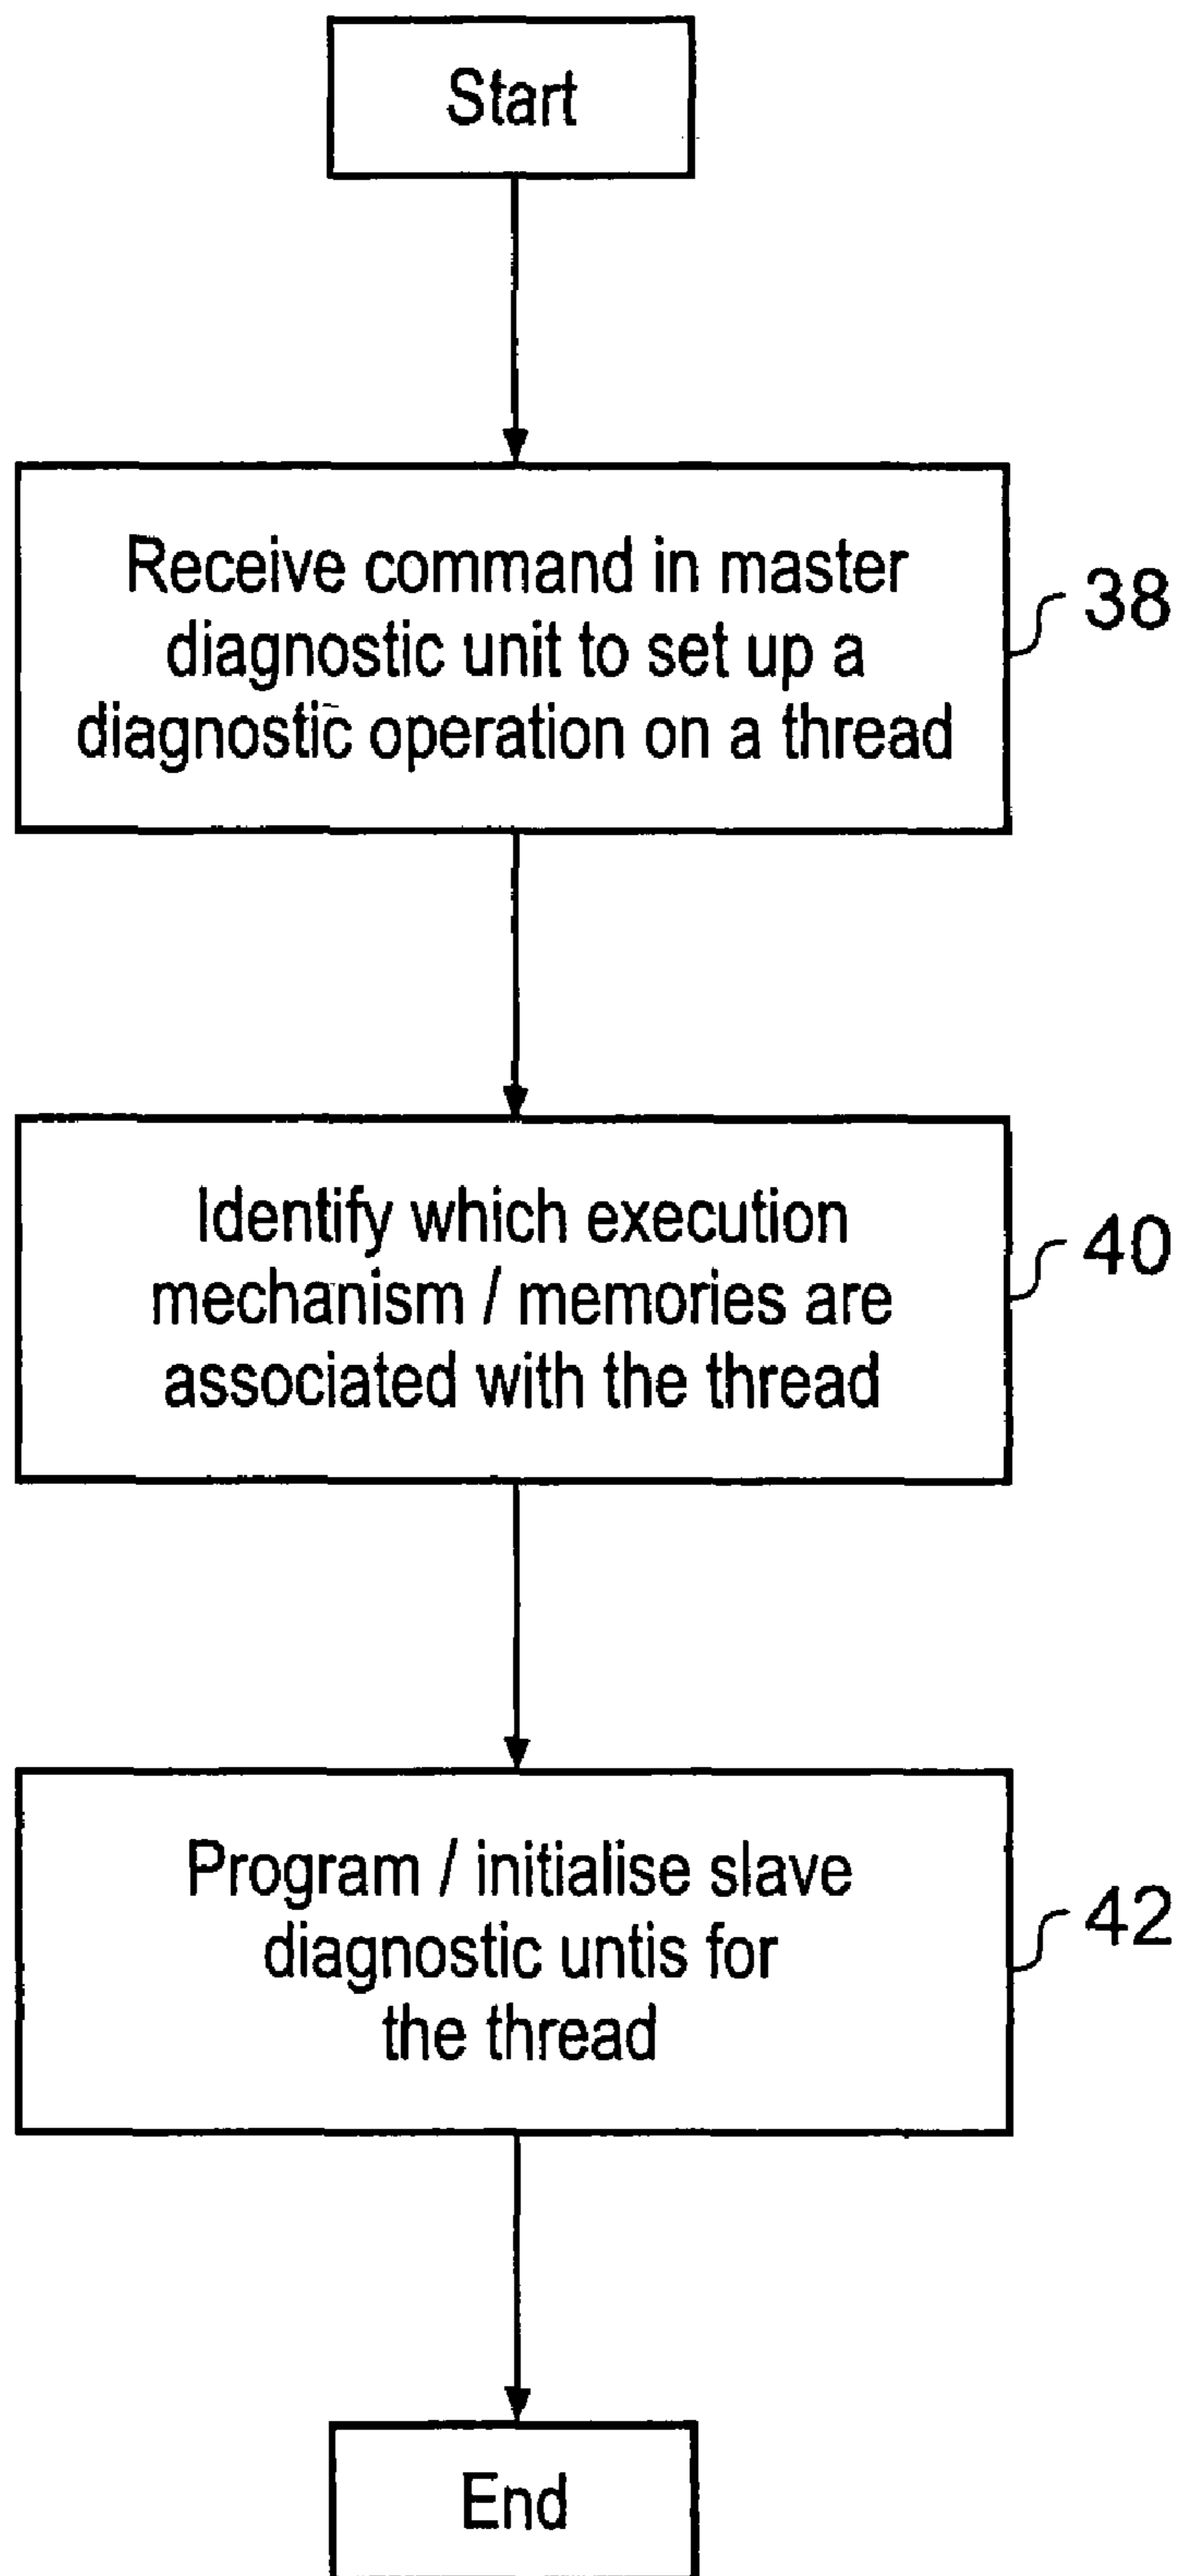 Start
Receive command in master
diagnostic unit to set up a
diagnostic operation on a thread
38
Identify which execution
mechanism / memories are
associated with the thread
40
Program / initialise slave
diagnostic untis for
the thread
42
End